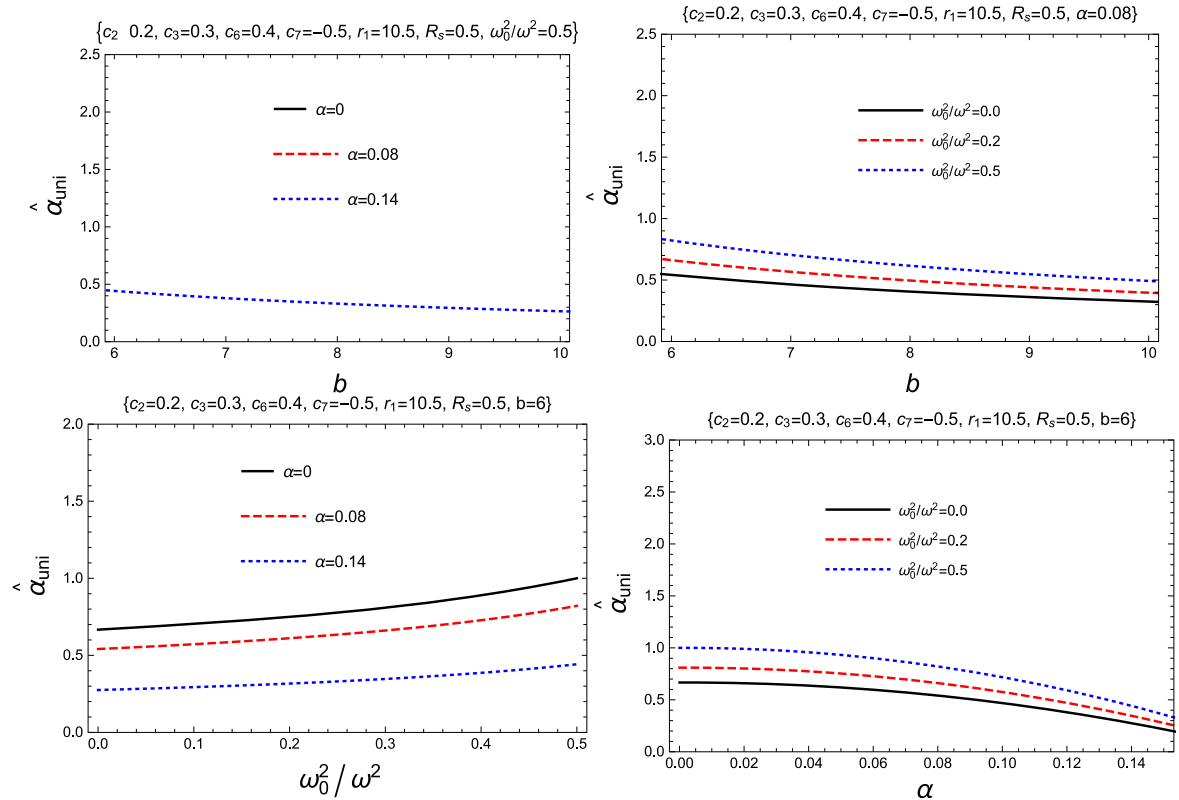 {c₂ 0.2, c₃=0.3, c₆=0.4, c₇=−0.5, r₁=10.5, Rₛ=0.5, ω₀²/ω²=0.5}
2.5
2.0
1.5
1.0
0.5
0.0
α̂_uni
α=0
α=0.08
α=0.14
6 7 8 9 10
b
{c₂=0.2, c₃=0.3, c₆=0.4, c₇=−0.5, r₁=10.5, Rₛ=0.5, α=0.08}
2.5
2.0
1.5
1.0
0.5
0.0
α̂_uni
ω₀²/ω²=0.0
ω₀²/ω²=0.2
ω₀²/ω²=0.5
6 7 8 9 10
b
{c₂=0.2, c₃=0.3, c₆=0.4, c₇=−0.5, r₁=10.5, Rₛ=0.5, b=6}
2.0
1.5
1.0
0.5
0.0
α̂_uni
α=0
α=0.08
α=0.14
0.0 0.1 0.2 0.3 0.4 0.5
ω₀²/ω²
{c₂=0.2, c₃=0.3, c₆=0.4, c₇=−0.5, r₁=10.5, Rₛ=0.5, b=6}
3.0
2.5
2.0
1.5
1.0
0.5
0.0
α̂_uni
ω₀²/ω²=0.0
ω₀²/ω²=0.2
ω₀²/ω²=0.5
0.00 0.02 0.04 0.06 0.08 0.10 0.12 0.14
α